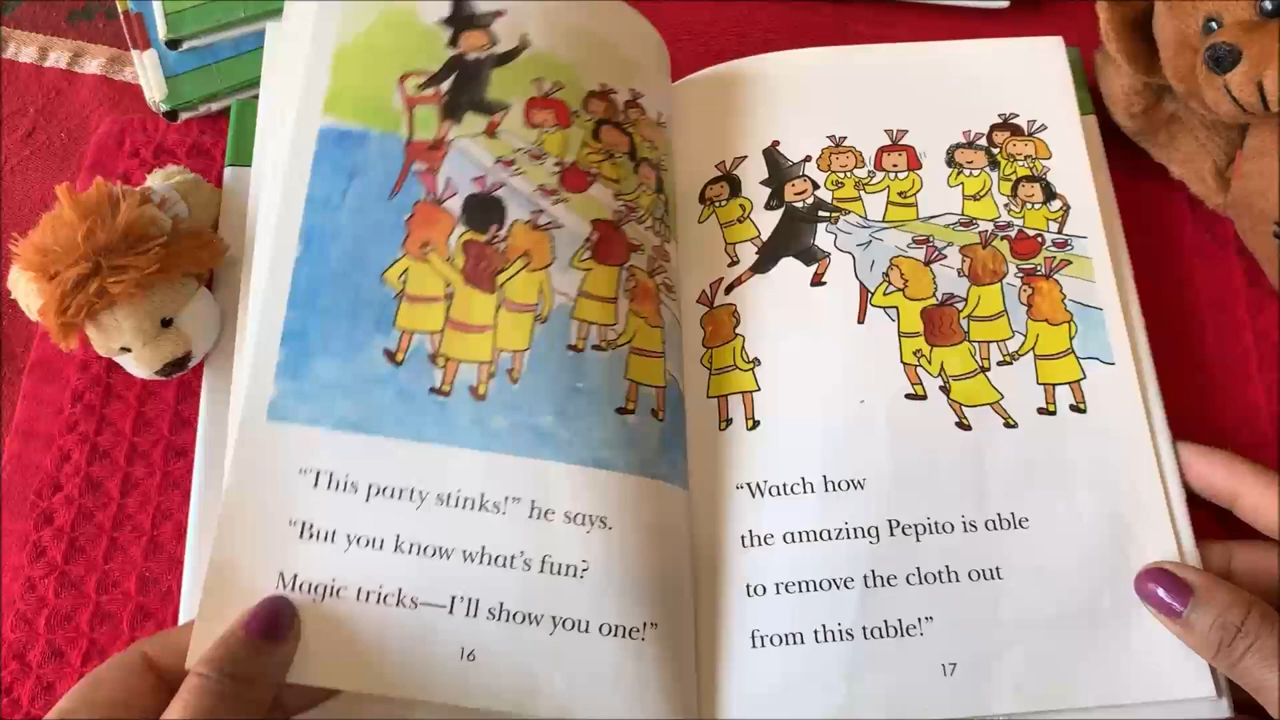 “This party stinks!” he says.
“But you know what’s fun?
Magic tricks—I’ll show you one!”
16
“Watch how
the amazing Pepito is able
to remove the cloth out
from this table!”
17